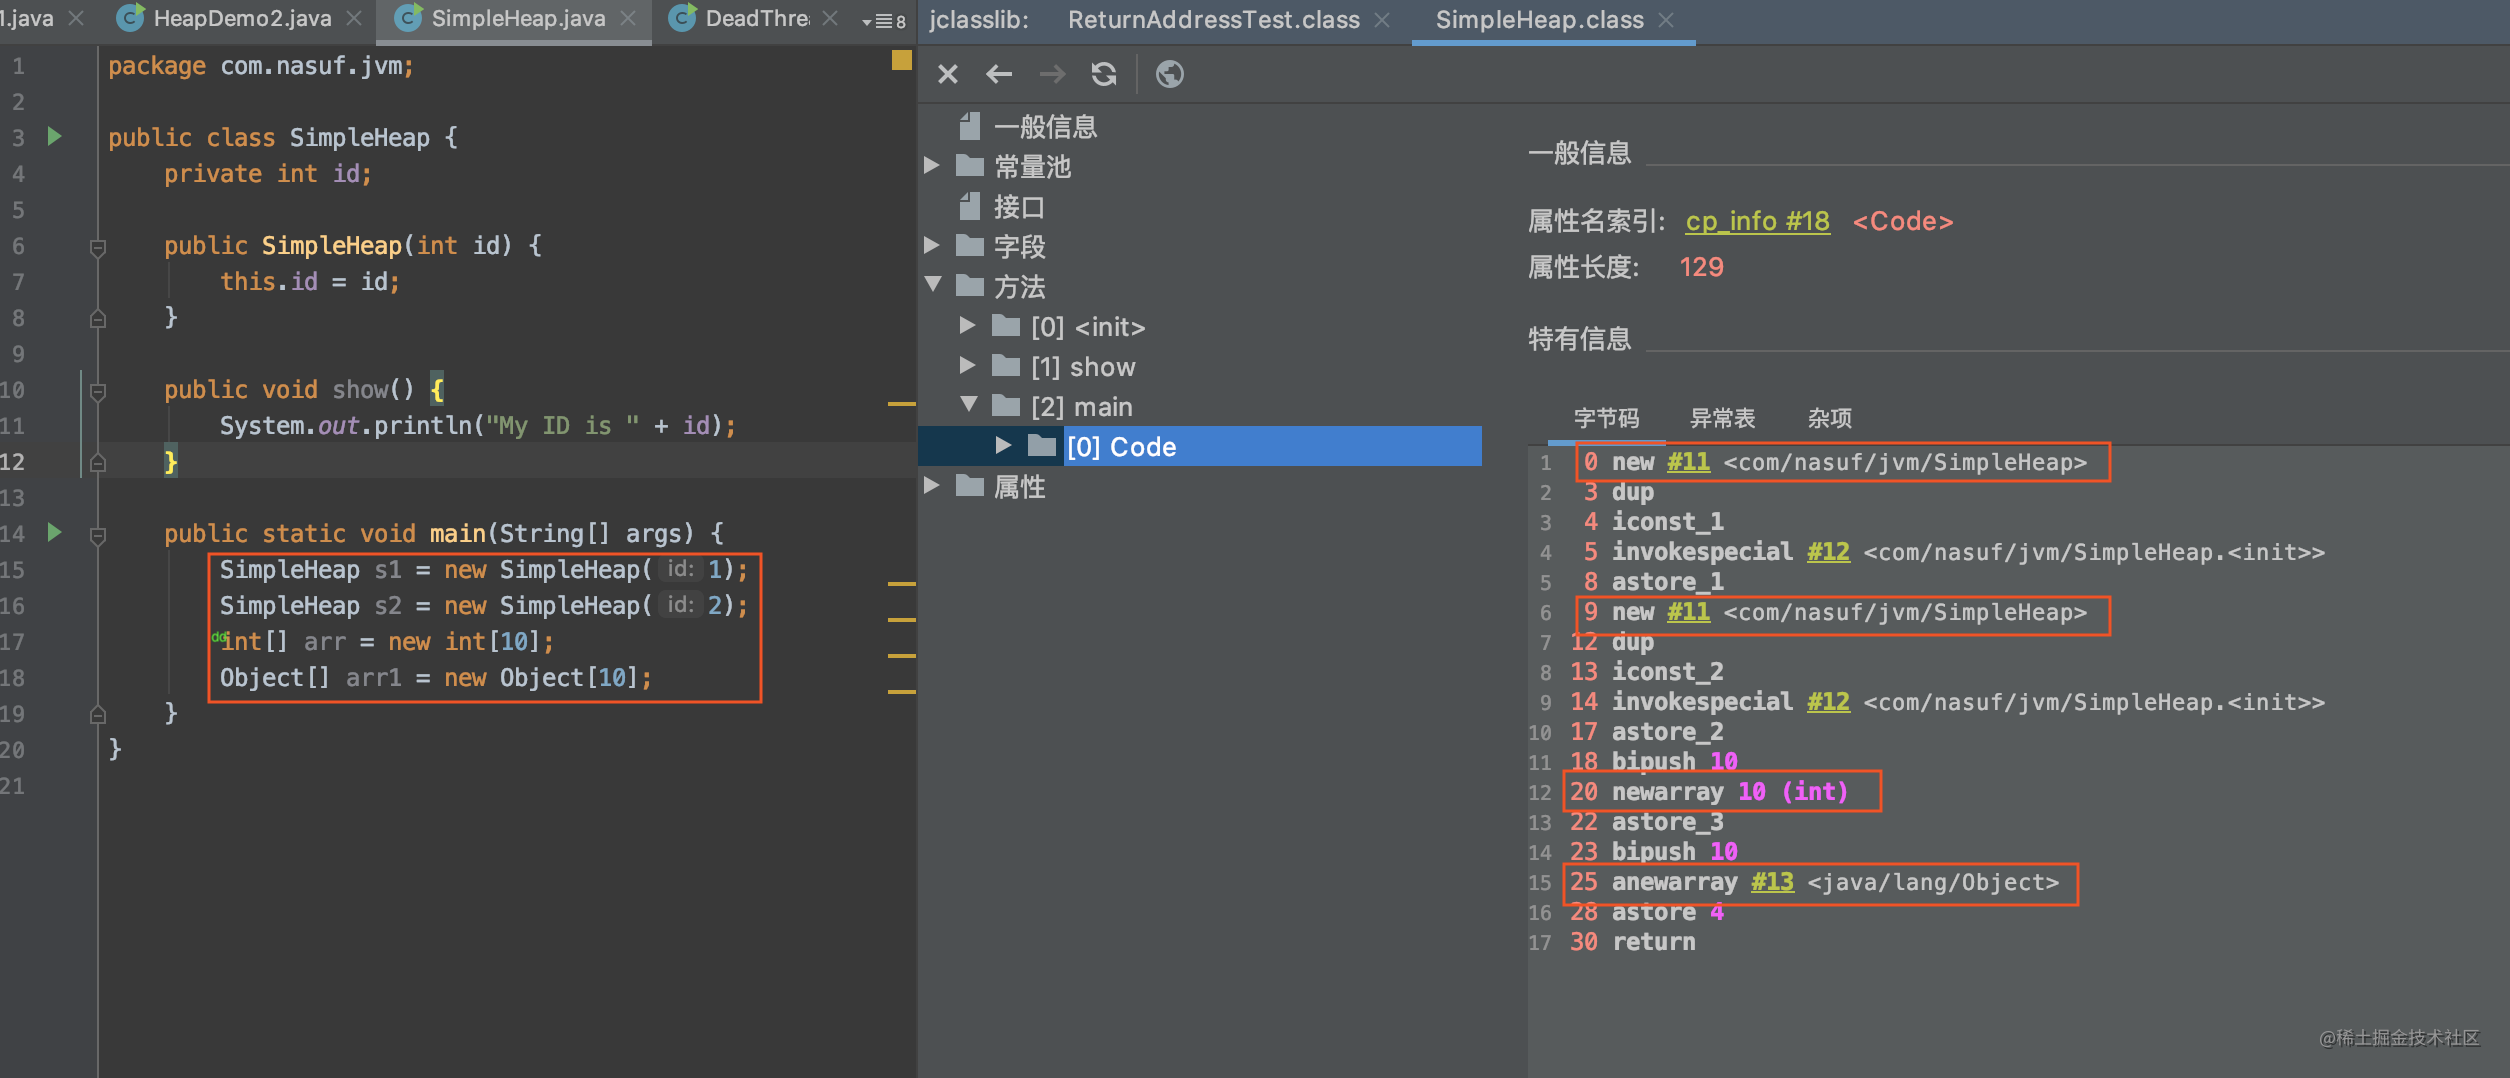 1.java HeapDemo2.java SimpleHeap.java DeadThre 8
1 package com.nasuf.jvm;
2
3 public class SimpleHeap {
4 private int id;
5
6 public SimpleHeap(int id) {
7 this.id = id;
8 }
9
10 public void show() {
11 System.out.println("My ID is " + id);
12 }
13
14 public static void main(String[] args) {
15 SimpleHeap s1 = new SimpleHeap( id: 1);
16 SimpleHeap s2 = new SimpleHeap( id: 2);
17 int[] arr = new int[10];
18 Object[] arr1 = new Object[10];
19 }
20 }
21
jclasslib: ReturnAddressTest.class SimpleHeap.class
一般信息
常量池
接口
字段
方法
[0] <init>
[1] show
[2] main
[0] Code
属性
一般信息
属性名索引: cp_info #18 <Code>
属性长度: 129
特有信息
字节码 异常表 杂项
1 0 new #11 <com/nasuf/jvm/SimpleHeap>
2 3 dup
3 4 iconst_1
4 5 invokespecial #12 <com/nasuf/jvm/SimpleHeap.<init>>
5 8 astore_1
6 9 new #11 <com/nasuf/jvm/SimpleHeap>
7 12 dup
8 13 iconst_2
9 14 invokespecial #12 <com/nasuf/jvm/SimpleHeap.<init>>
10 17 astore_2
11 18 bipush 10
12 20 newarray 10 (int)
13 22 astore_3
14 23 bipush 10
15 25 anewarray #13 <java/lang/Object>
16 28 astore 4
17 30 return
@稀土掘金技术社区